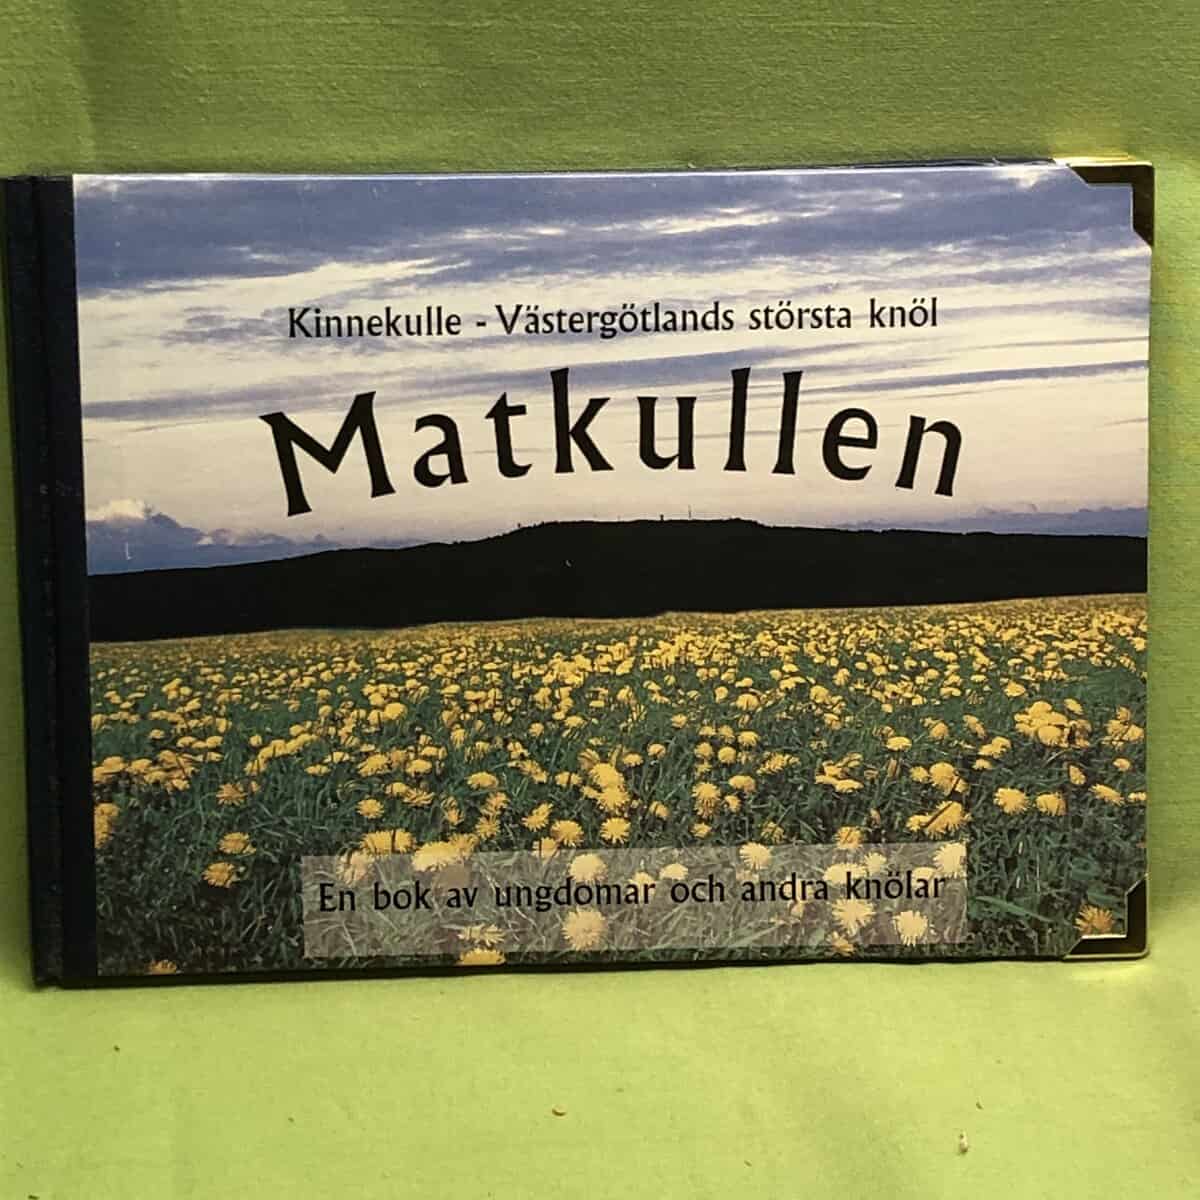 Kinnekulle - Västergötlands största knöl
Matkullen
En bok av ungdomar och andra knölar